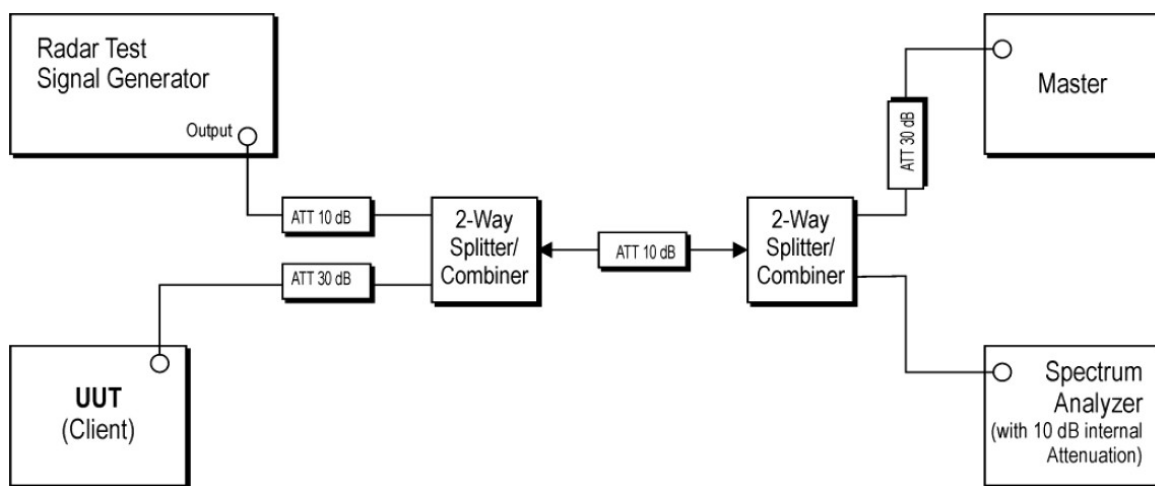 Radar Test
Signal Generator
Output
Master
ATT 30 dB
ATT 10 dB
2-Way
Splitter/
Combiner
ATT 10 dB
2-Way
Splitter/
Combiner
ATT 30 dB
UUT
(Client)
Spectrum
Analyzer
(with 10 dB internal
Attenuation)